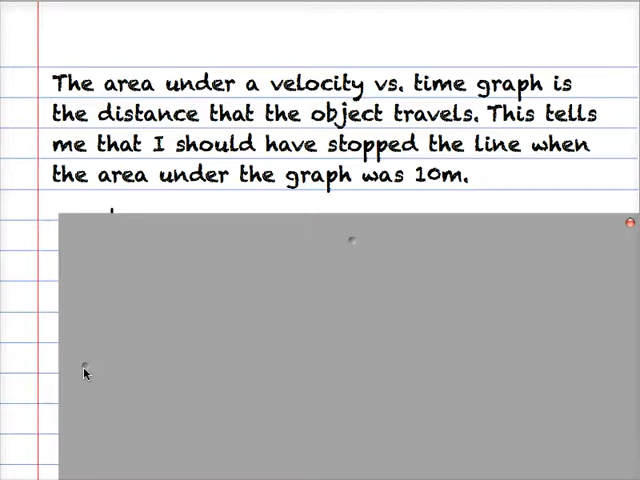 The area under a velocity vs. time graph is
the distance that the object travels. This tells
me that I should have stopped the line when
the area under the graph was 10m.